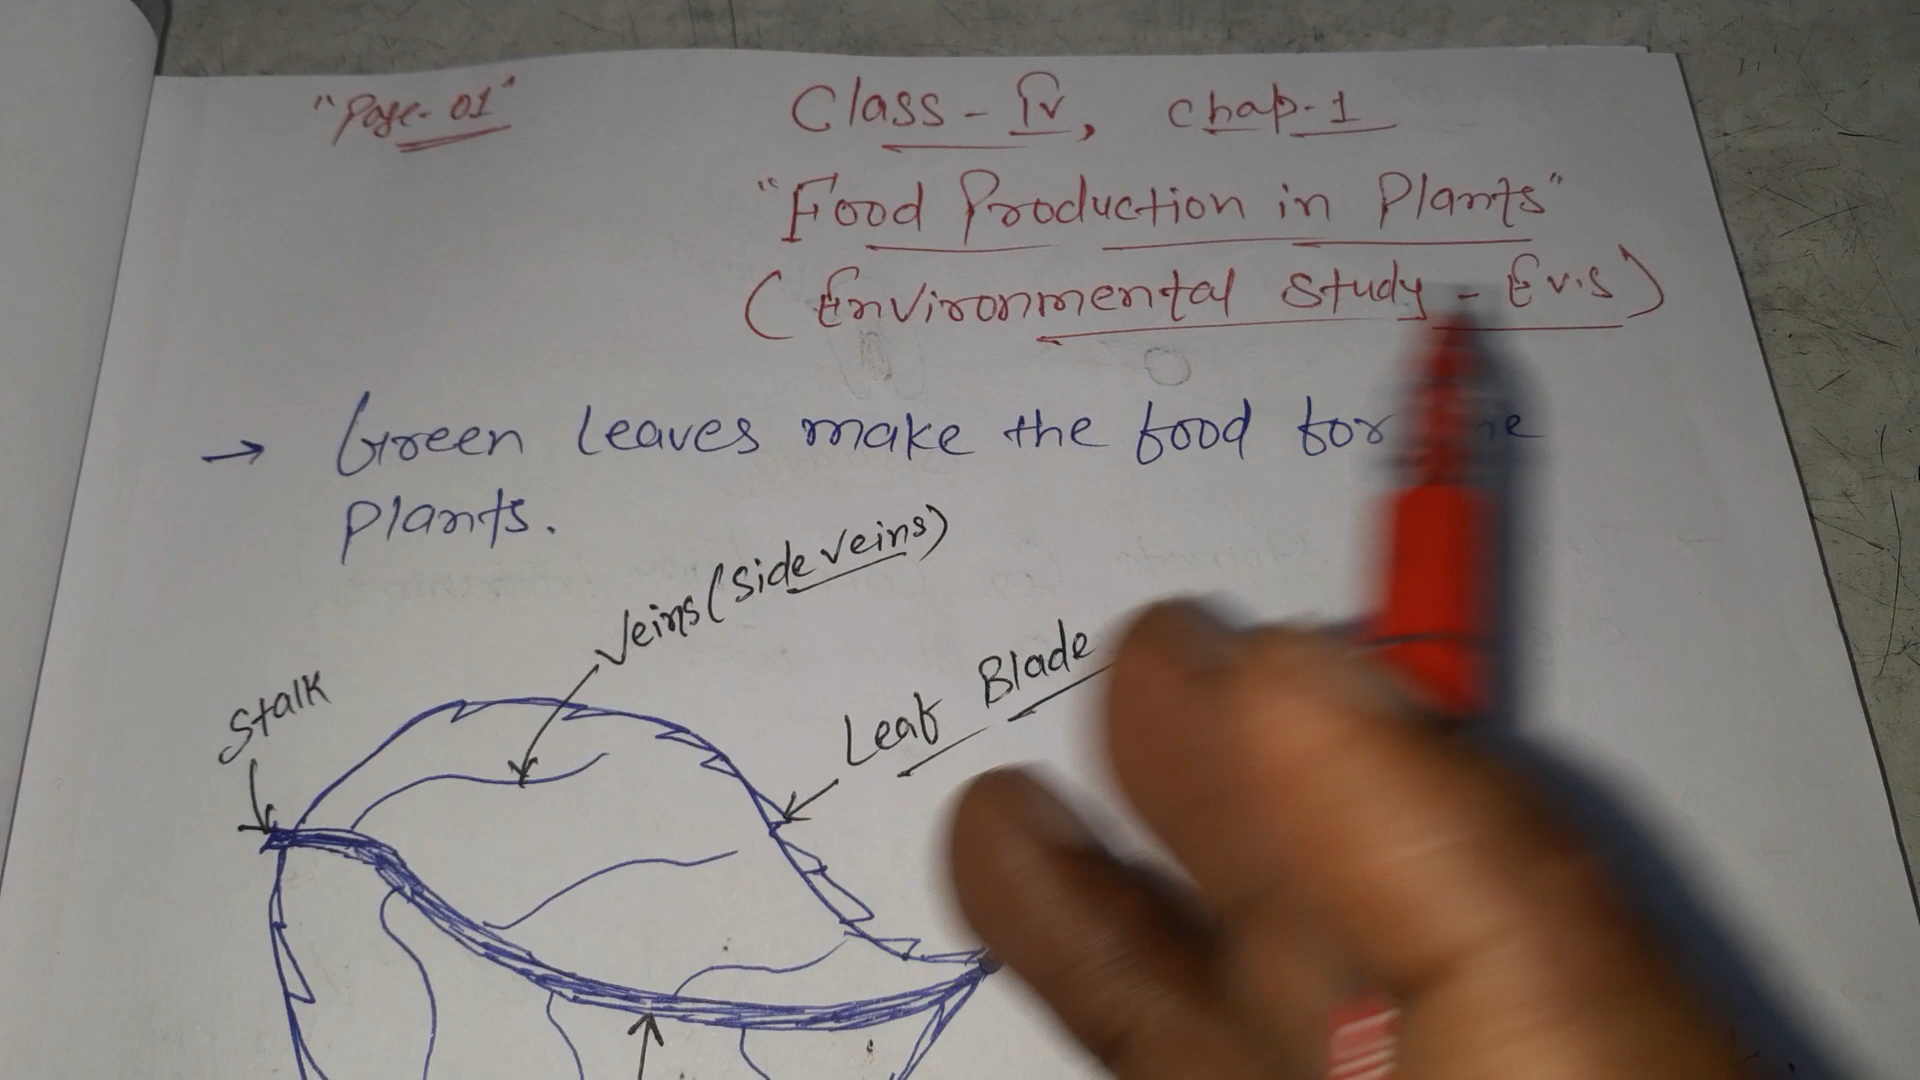 "Page-01"
Class-IV, Chap-1
"Food Production in Plants"
(Environmental Study - Ev.s)
→ Green leaves make the food for
plants.
Veins (side veins)
Stalk
Leaf Blade